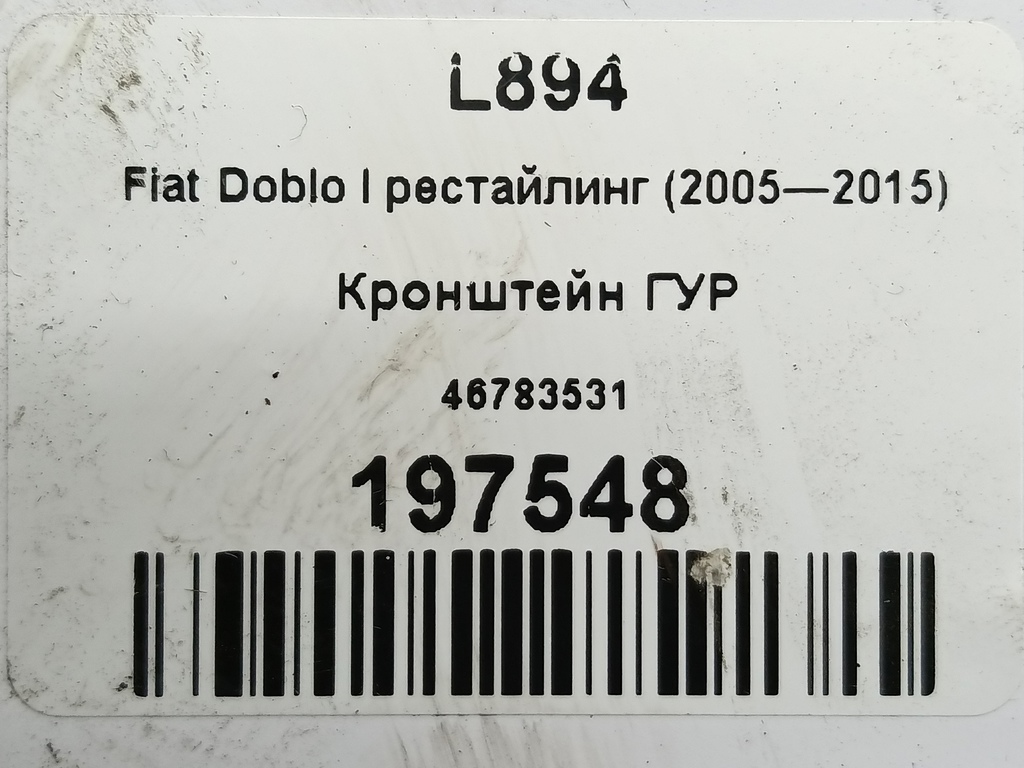 L894
Fiat Doblo I рестайлинг (2005—2015)
Кронштейн ГУР
46783531
197548